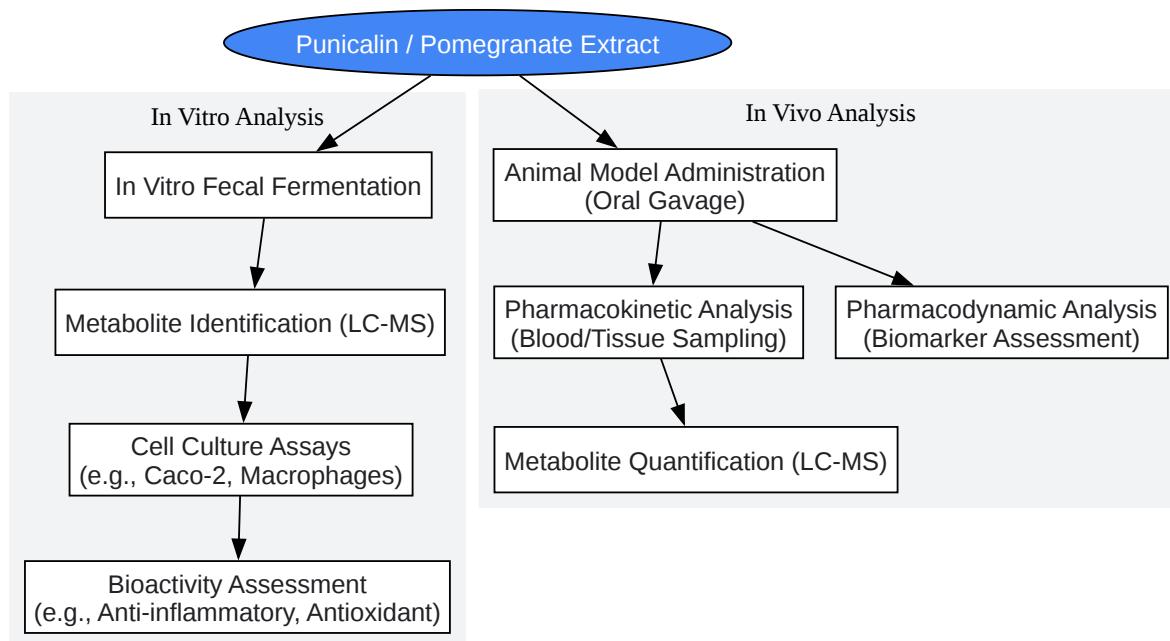 Punicalin / Pomegranate Extract
In Vitro Analysis
In Vitro Fecal Fermentation
Metabolite Identification (LC-MS)
Cell Culture Assays
(e.g., Caco-2, Macrophages)
Bioactivity Assessment
(e.g., Anti-inflammatory, Antioxidant)
In Vivo Analysis
Animal Model Administration
(Oral Gavage)
Pharmacokinetic Analysis
(Blood/Tissue Sampling)
Pharmacodynamic Analysis
(Biomarker Assessment)
Metabolite Quantification (LC-MS)